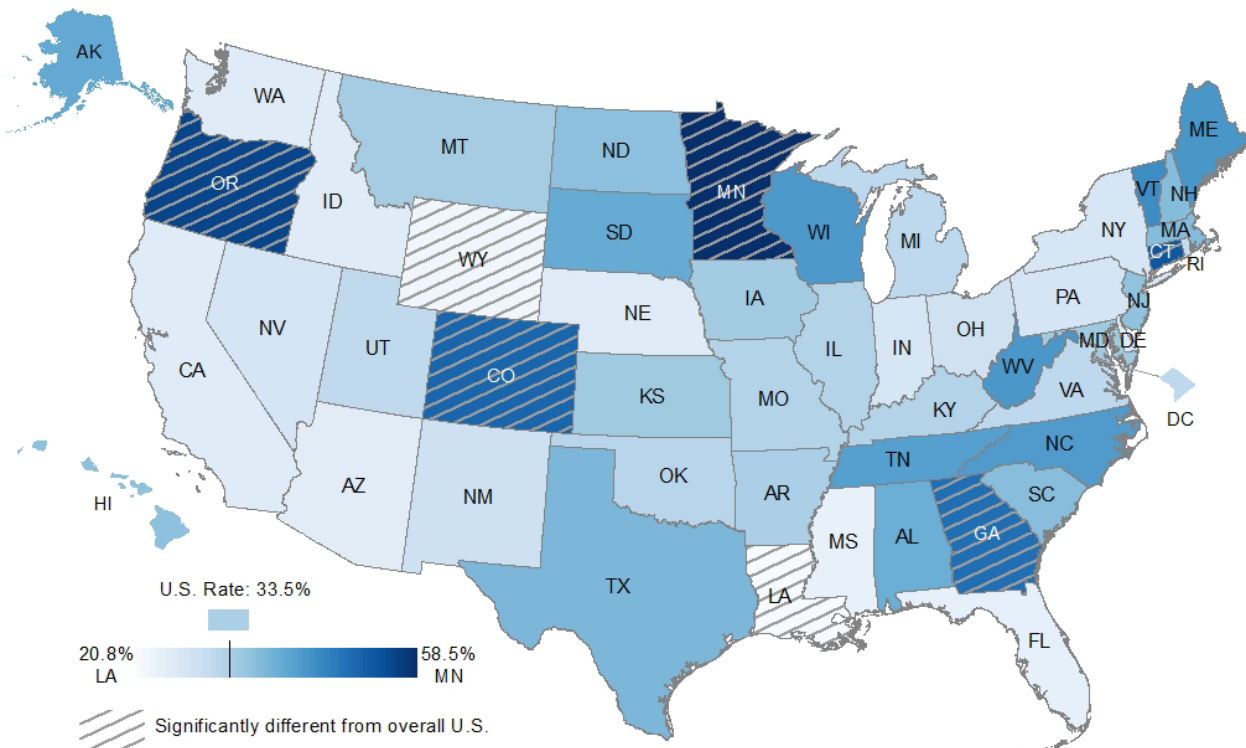 AK
WA
ME
MT
ND
VT
NH
OR
MN
ID
WI
MA
NY
SD
MI
CT
WY
RI
IA
PA
NJ
NE
OH
NV
IN
MD
DE
UT
IL
CA
CO
WV
VA
KS
MO
KY
DC
NC
TN
OK
AZ
NM
AR
SC
HI
GA
MS
AL
TX
LA
FL
U.S. Rate: 33.5%
20.8%
LA
58.5%
MN
Significantly different from overall U.S.